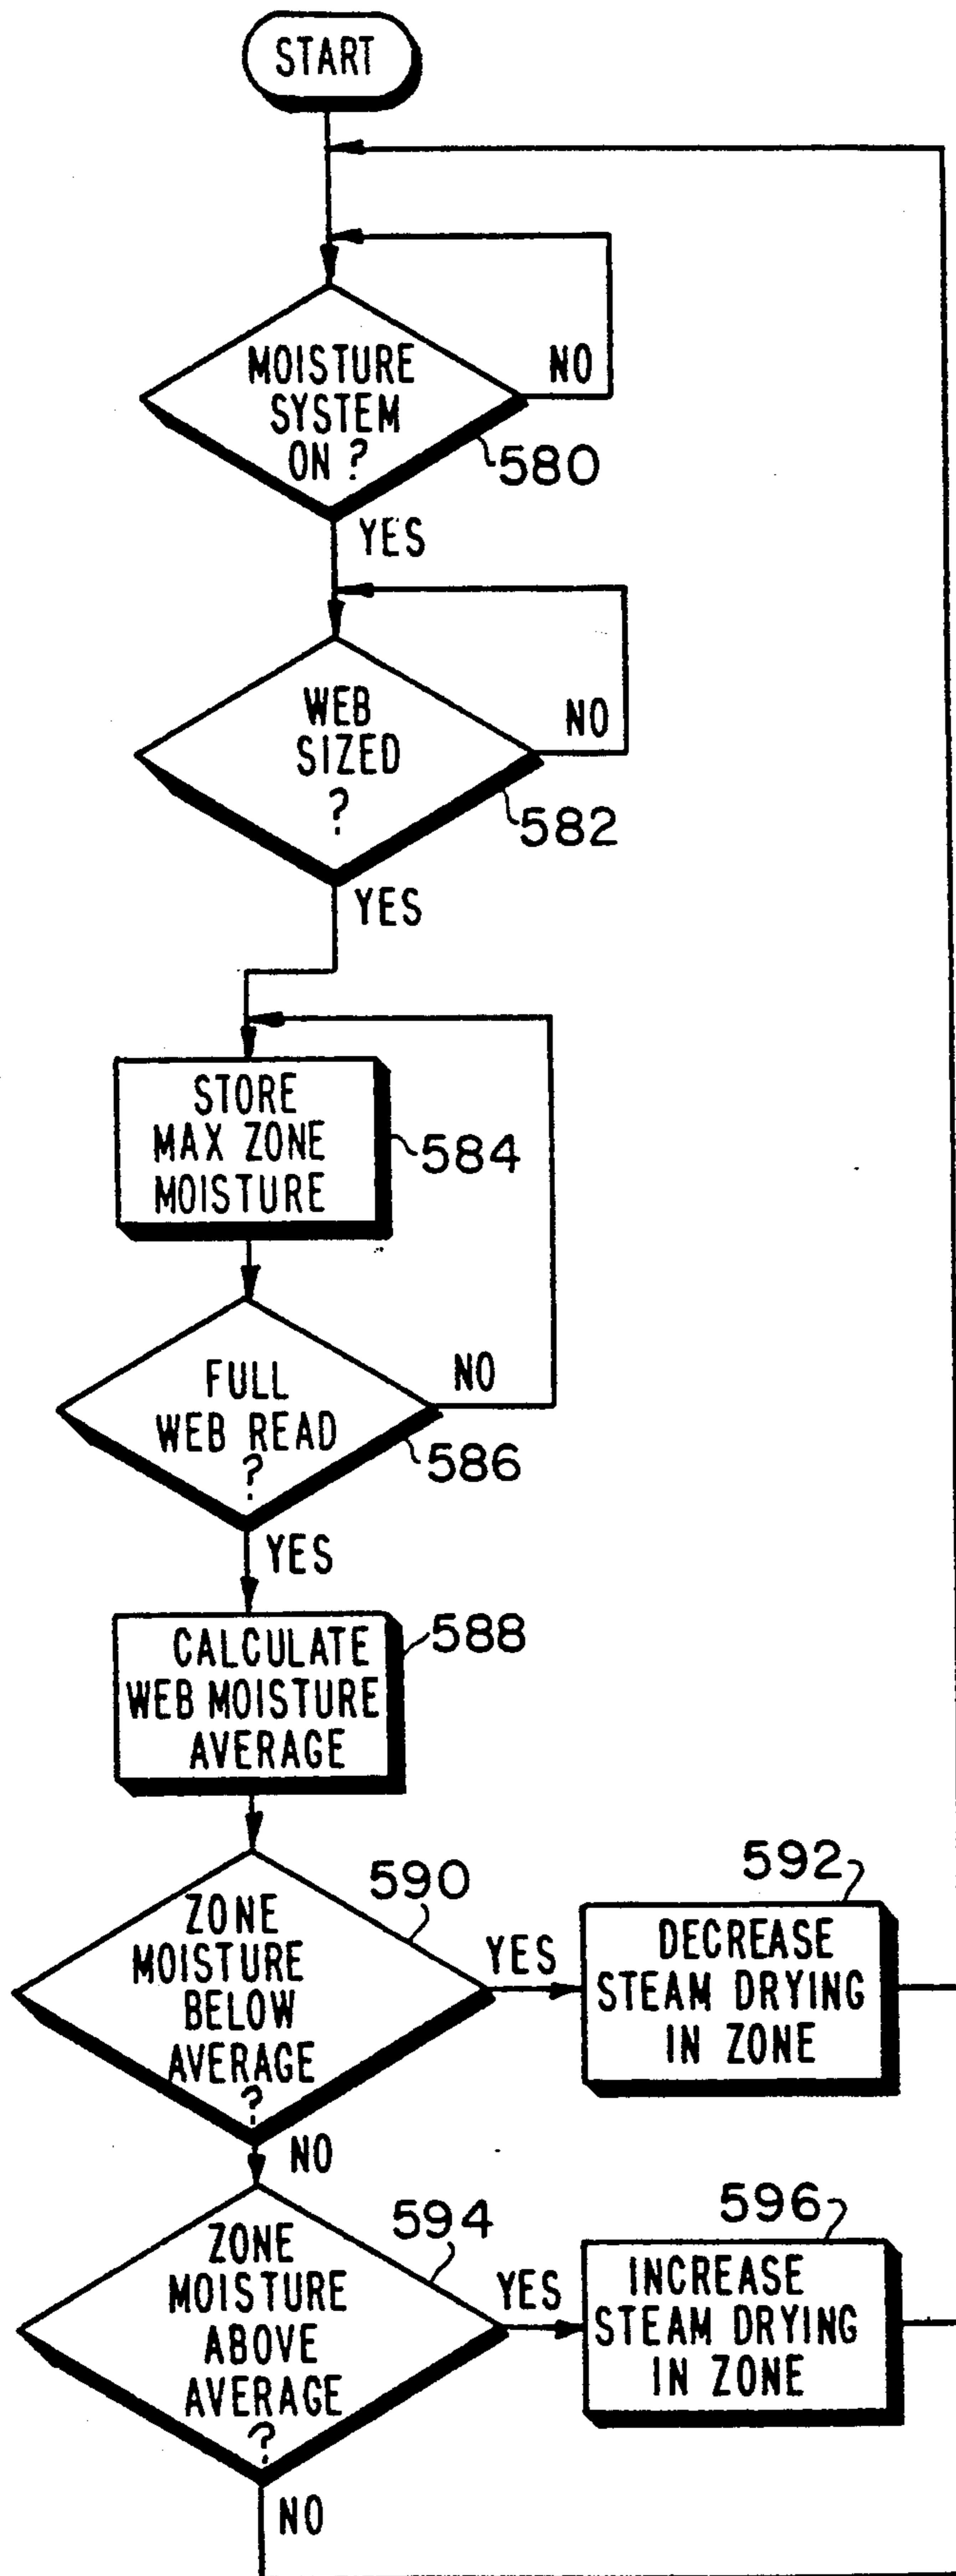 START
MOISTURE
SYSTEM
ON ?
NO
580
YES
WEB
SIZED
?
NO
582
YES
STORE
MAX ZONE
MOISTURE
584
FULL
WEB READ
?
NO
586
YES
CALCULATE
WEB MOISTURE
AVERAGE
588
ZONE
MOISTURE
BELOW
AVERAGE
?
590
YES
592
DECREASE
STEAM DRYING
IN ZONE
NO
ZONE
MOISTURE
ABOVE
AVERAGE
?
594
YES
596
INCREASE
STEAM DRYING
IN ZONE
NO